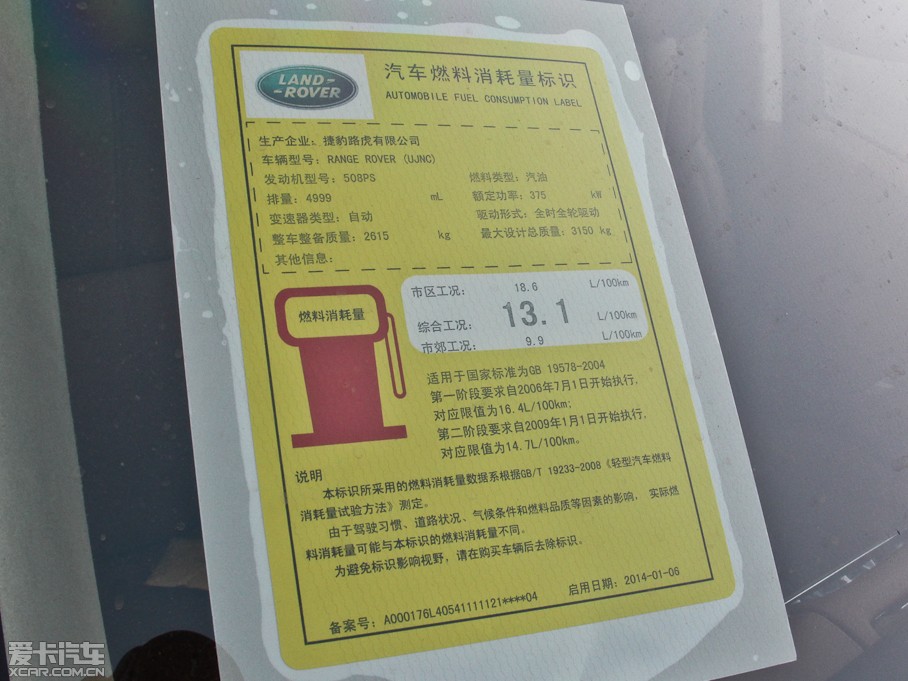 LAND-
-ROVER
汽车燃料消耗量标识
AUTOMOBILE FUEL CONSUMPTION LABEL
生产企业: 捷豹路虎有限公司
车辆型号: RANGE ROVER (UJNC)
发动机型号: 508PS 燃料类型: 汽油
排量: 4999 mL 额定功率: 375 kW
变速器类型: 自动 驱动形式: 全时全轮驱动
整车整备质量: 2615 kg 最大设计总质量: 3150 kg
其他信息:
燃料消耗量
市区工况: 18.6 L/100km
综合工况: 13.1 L/100km
市郊工况: 9.9 L/100km
适用于国家标准为GB 19578-2004
第一阶段要求自2006年7月1日开始执行,
对应限值为16.4L/100km;
第二阶段要求自2009年1月1日开始执行,
对应限值为14.7L/100km。
说明
本标识所采用的燃料消耗量数据系根据GB/T 19233-2008《轻型汽车燃料
消耗量试验方法》测定。
由于驾驶习惯、道路状况、气候条件和燃料品质等因素的影响, 实际燃
料消耗量可能与本标识的燃料消耗量不同。
为避免标识影响视野, 请在购买车辆后去除标识。
备案号: A000176L40541111121****04 启用日期: 2014-01-06
爱卡汽车
XCAR.COM.CN